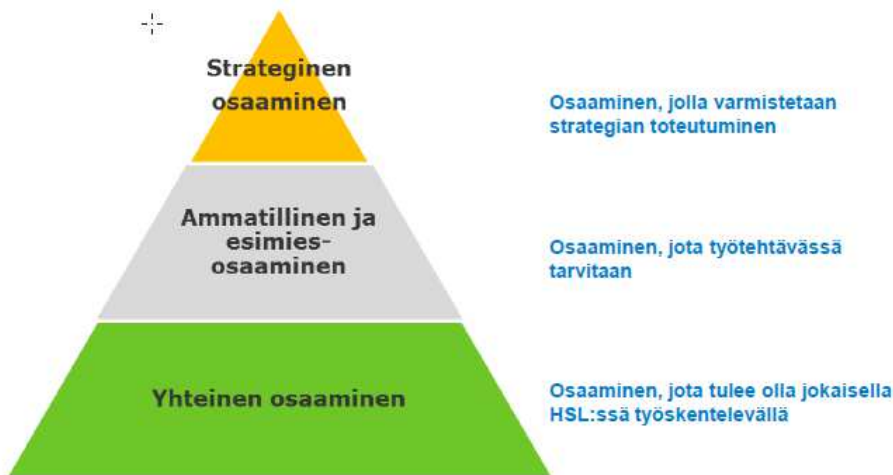 Strateginen
osaaminen
Osaaminen, jolla varmistetaan
strategian toteutuminen
Ammatillinen ja
esimies-
osaaminen
Osaaminen, jota työtehtävässä
tarvitaan
Yhteinen osaaminen
Osaaminen, jota tulee olla jokaisella
HSL:ssä työskentelevällä